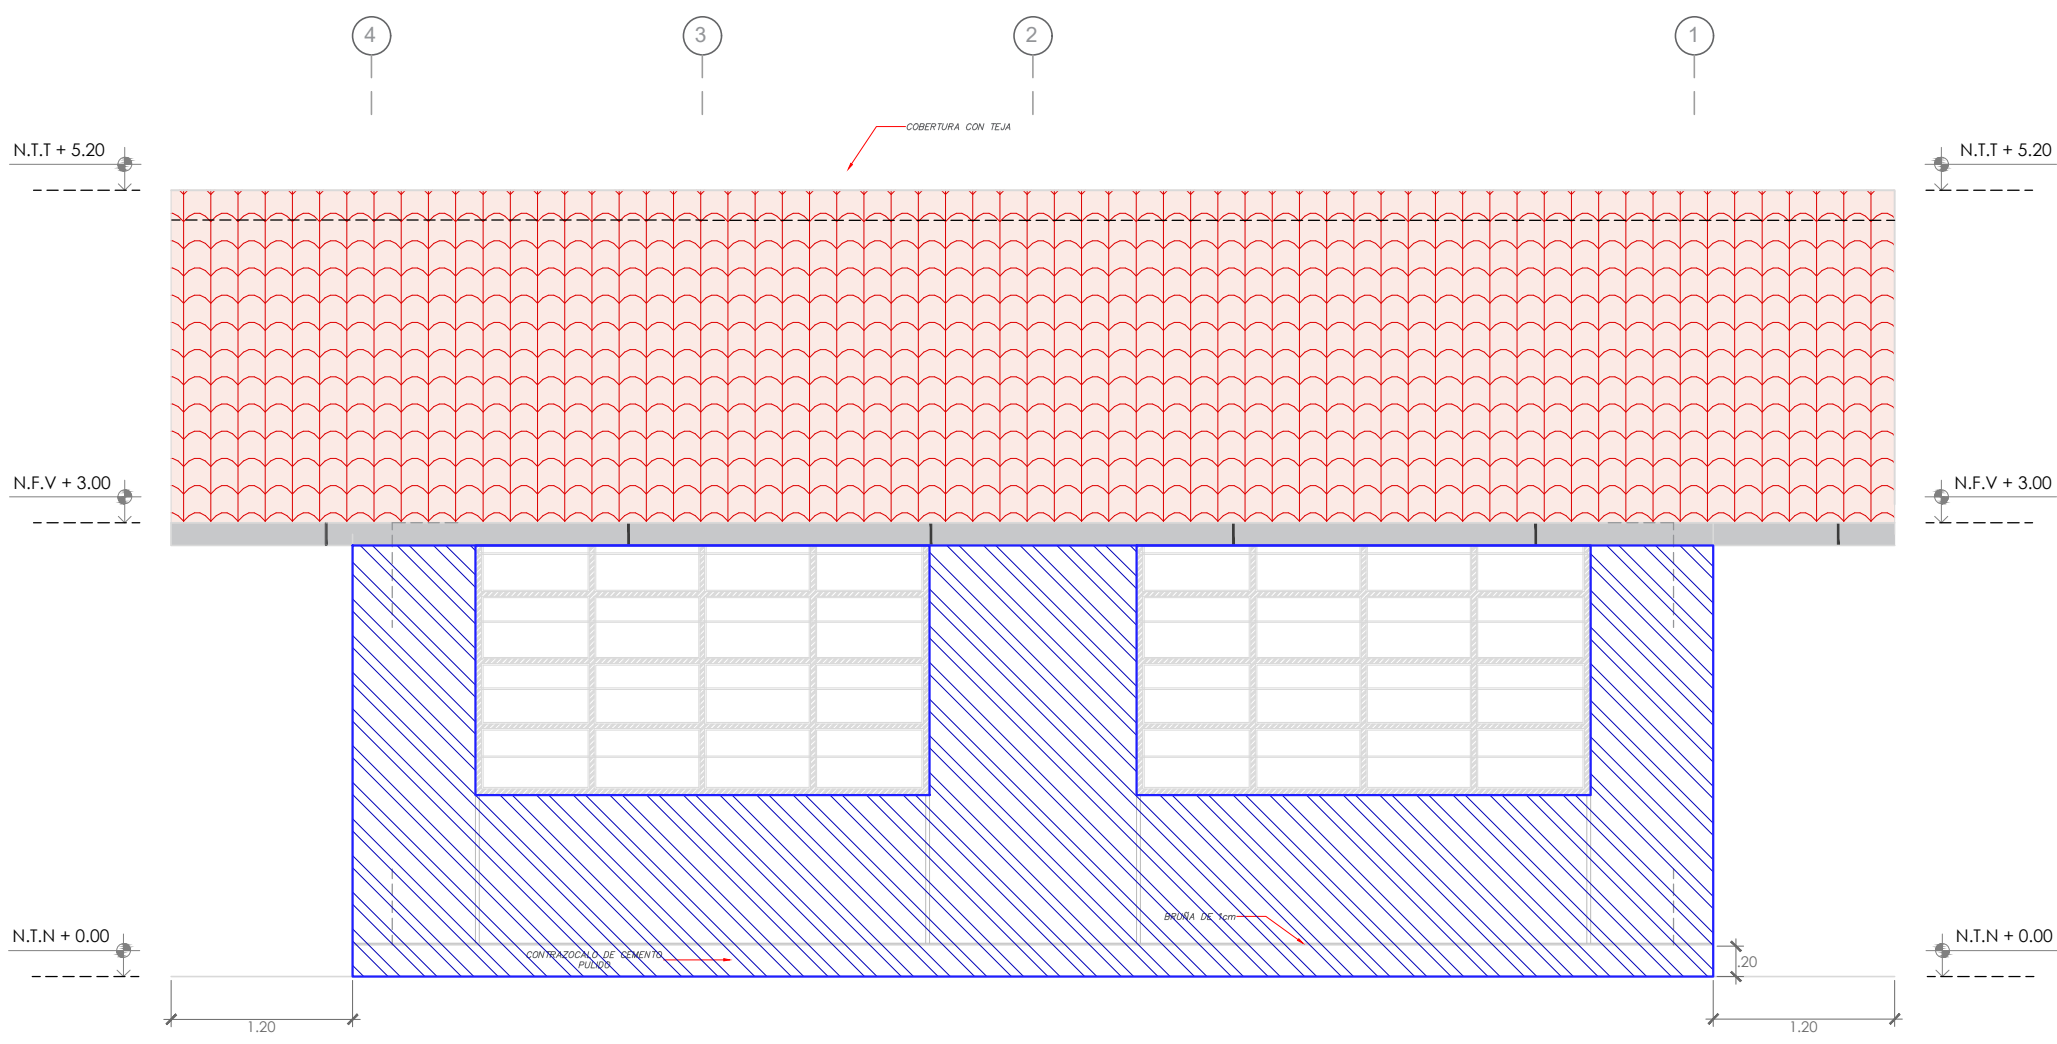 4 3 2 1
COBERTURA CON TEJA
N.T.T + 5.20 N.T.T + 5.20
N.F.V + 3.00 N.F.V + 3.00
BRUÑA DE 1cm
N.T.N + 0.00 N.T.N + 0.00
CONTRAZOCALO DE CEMENTO
PULIDO
.20
1.20 1.20